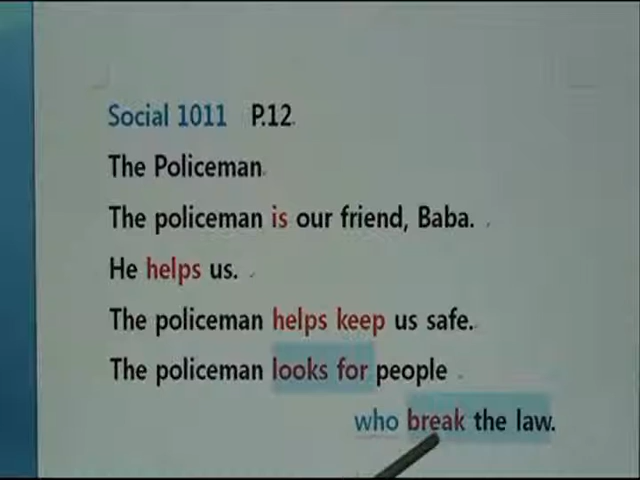 Social 1011 P.12
The Policeman
The policeman is our friend, Baba.
He helps us.
The policeman helps keep us safe.
The policeman looks for people
who break the law.